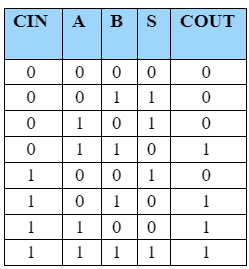 CIN A B S COUT
0 0 0 0 0
0 0 1 1 0
0 1 0 1 0
0 1 1 0 1
1 0 0 1 0
1 0 1 0 1
1 1 0 0 1
1 1 1 1 1